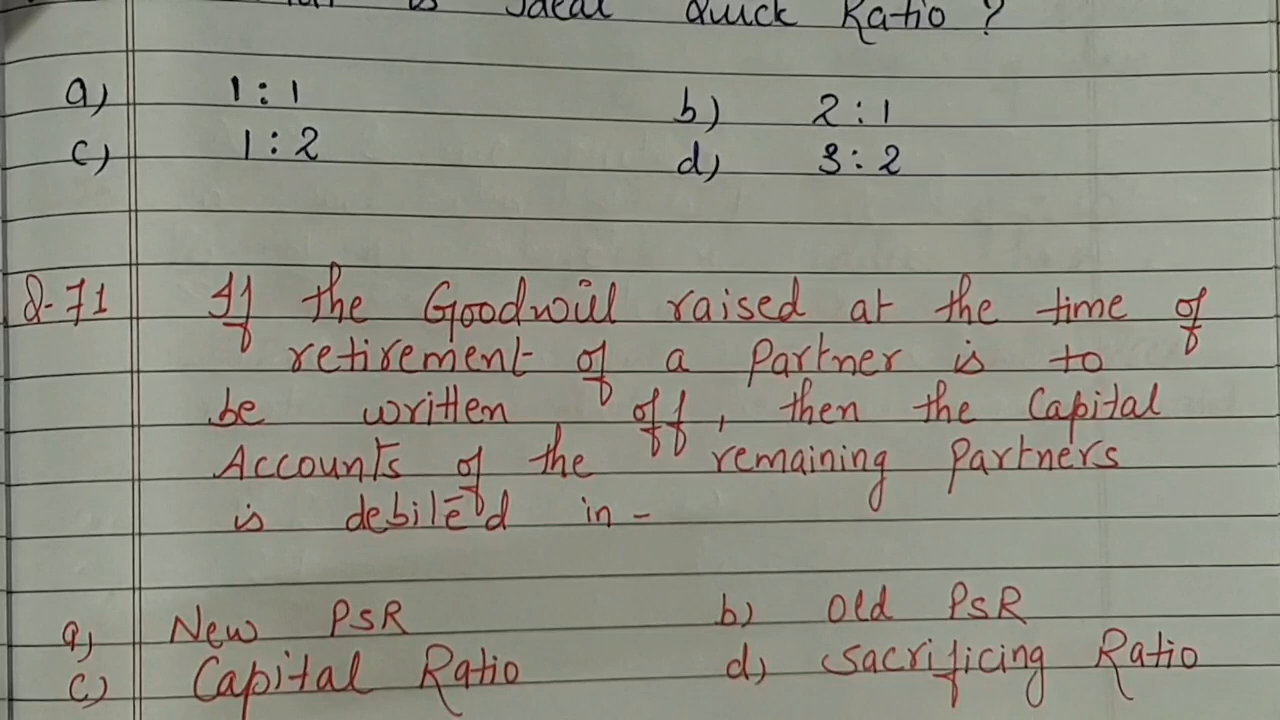 is Ideal Quick Ratio ?
a) 1 : 1 b) 2 : 1
c) 1 : 2 d) 3 : 2
Q-71 If the Goodwill raised at the time of
retirement of a Partner is to
be written off, then the Capital
Accounts of the remaining Partners
is debited in -
a) New PSR b) Old PSR
c) Capital Ratio d) Sacrificing Ratio